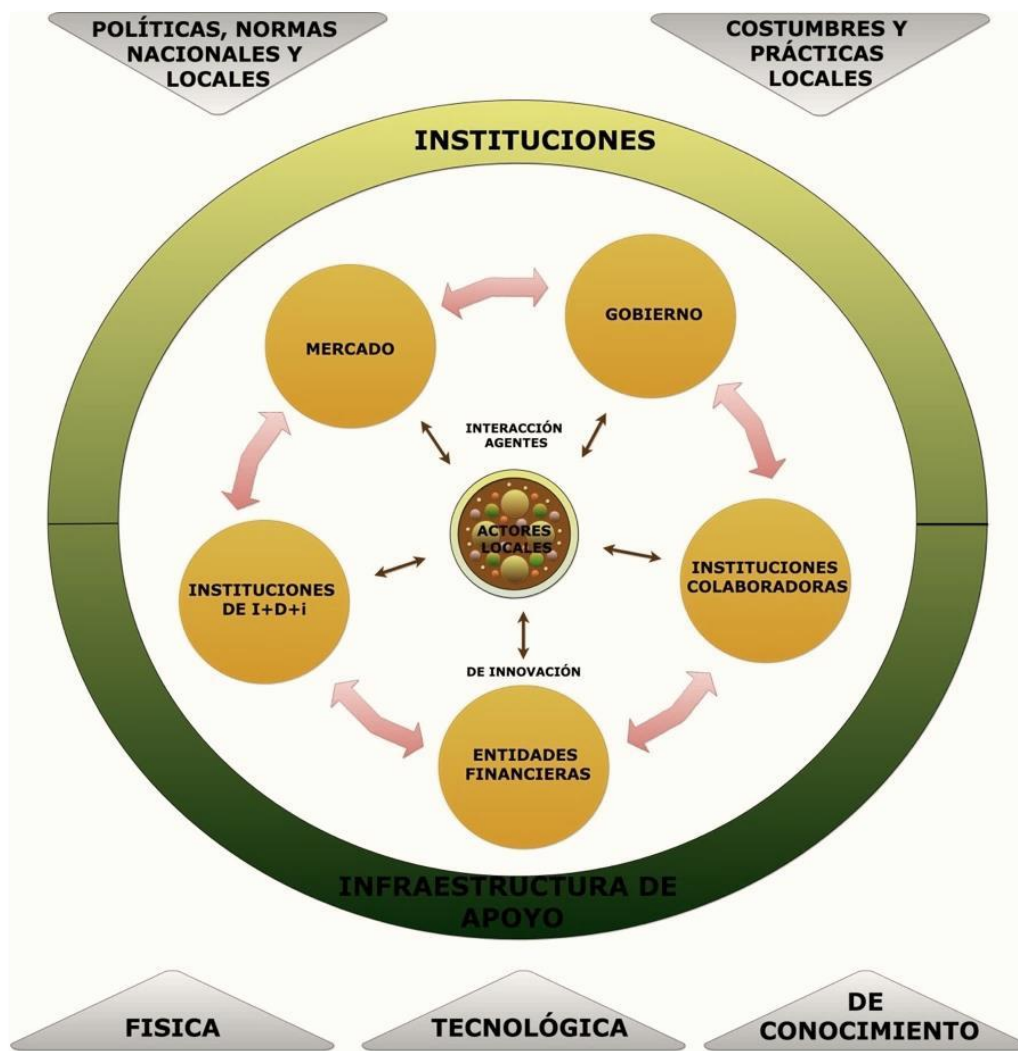 POLÍTICAS, NORMAS
NACIONALES Y
LOCALES
COSTUMBRES Y
PRÁCTICAS
LOCALES
INSTITUCIONES
MERCADO
GOBIERNO
INTERACCIÓN
AGENTES
ACTORES
LOCALES
INSTITUCIONES
DE I+D+i
INSTITUCIONES
COLABORADORAS
DE INNOVACIÓN
ENTIDADES
FINANCIERAS
INFRAESTRUCTURA DE
APOYO
FISICA
TECNOLÓGICA
DE
CONOCIMIENTO